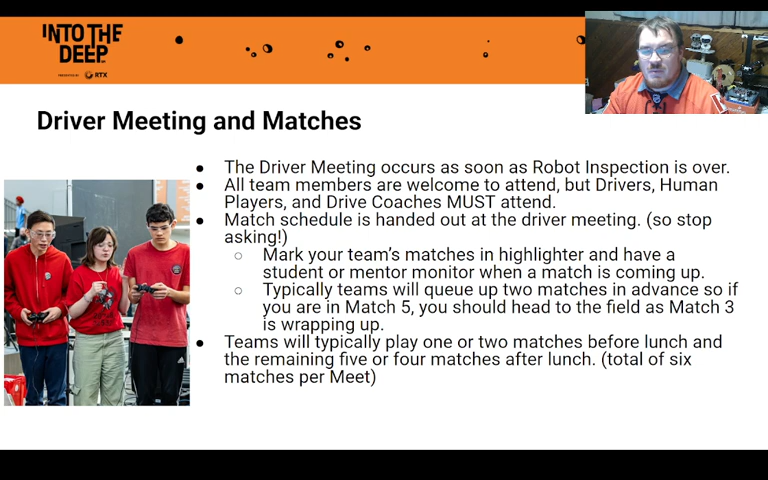 INTO THE
DEEP
PRESENTED BY RTX
Driver Meeting and Matches
● The Driver Meeting occurs as soon as Robot Inspection is over.
● All team members are welcome to attend, but Drivers, Human
Players, and Drive Coaches MUST attend.
● Match schedule is handed out at the driver meeting. (so stop
asking!)
○ Mark your team's matches in highlighter and have a
student or mentor monitor when a match is coming up.
○ Typically teams will queue up two matches in advance so if
you are in Match 5, you should head to the field as Match 3
is wrapping up.
● Teams will typically play one or two matches before lunch and
the remaining five or four matches after lunch. (total of six
matches per Meet)